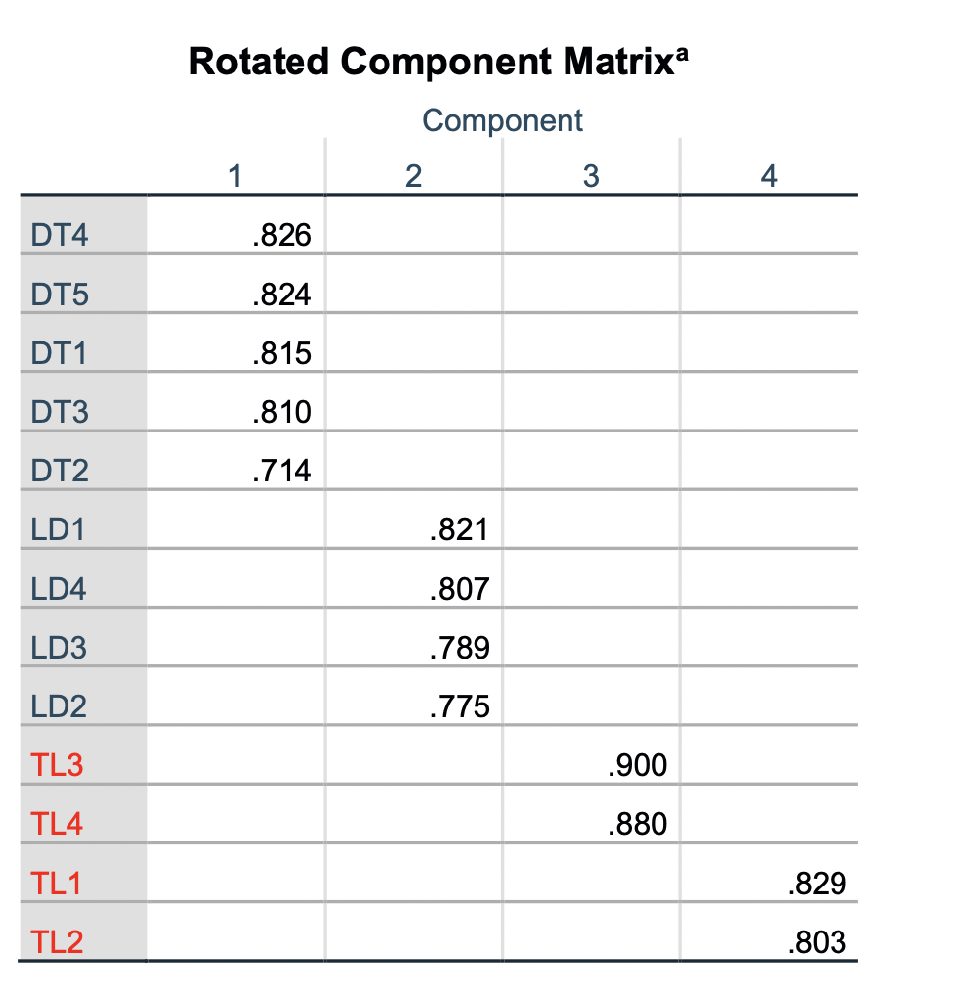 Rotated Component Matrixᵃ
Component
1 2 3 4
DT4 .826
DT5 .824
DT1 .815
DT3 .810
DT2 .714
LD1 .821
LD4 .807
LD3 .789
LD2 .775
TL3 .900
TL4 .880
TL1 .829
TL2 .803